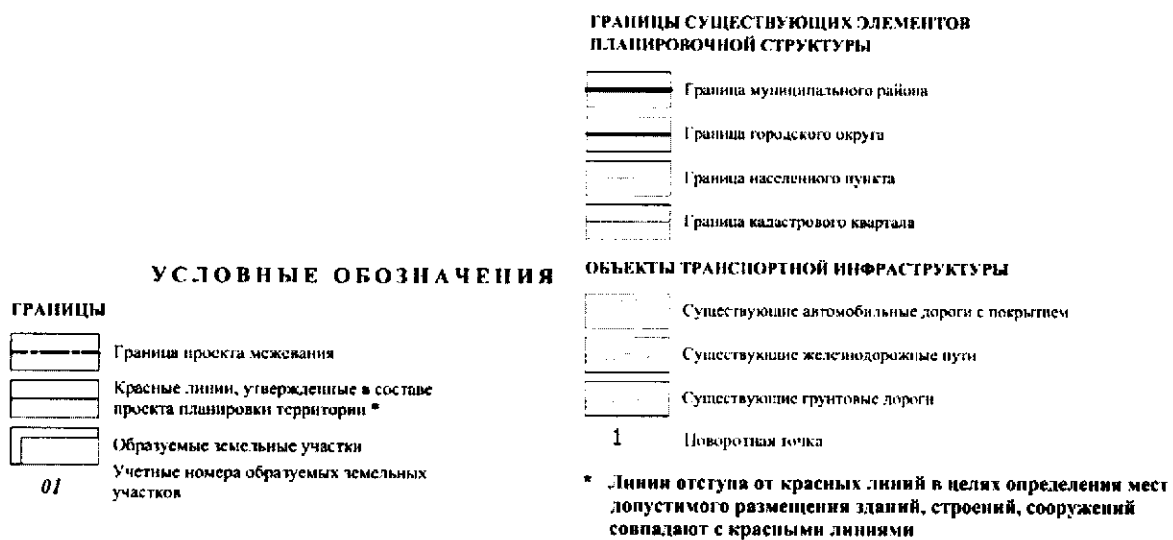 УСЛОВНЫЕ ОБОЗНАЧЕНИЯ
ГРАНИЦЫ
Граница проекта межевания
Красные линии, утвержденные в составе
проекта планировки территории *
Образуемые земельные участки
01 Учетные номера образуемых земельных
участков
ГРАНИЦЫ СУЩЕСТВУЮЩИХ ЭЛЕМЕНТОВ
ПЛАНИРОВОЧНОЙ СТРУКТУРЫ
Граница муниципального района
Граница городского округа
Граница населенного пункта
Граница кадастрового квартала
ОБЪЕКТЫ ТРАНСПОРТНОЙ ИНФРАСТРУКТУРЫ
Существующие автомобильные дороги с покрытием
Существующие железнодорожные пути
Существующие грунтовые дороги
1 Поворотная точка
* Линии отступа от красных линий в целях определения мест
допустимого размещения зданий, строений, сооружений
совпадают с красными линиями